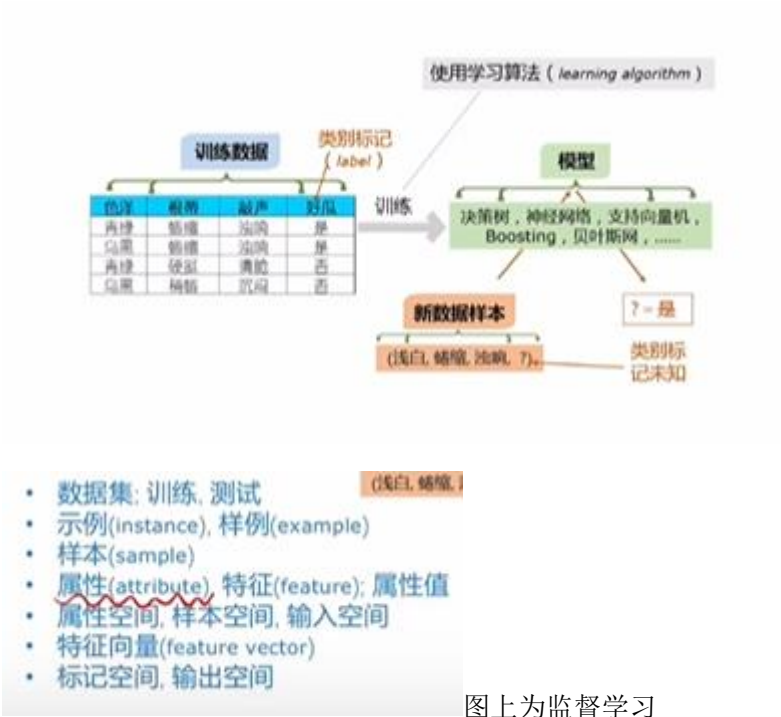 使用学习算法（learning algorithm）
训练数据
类别标记
（label）
模型
色泽 根蒂 敲声 好瓜
青绿 蜷缩 浊响 是
乌黑 蜷缩 浊响 是
青绿 硬挺 清脆 否
乌黑 稍蜷 沉闷 否
训练
决策树，神经网络，支持向量机，
Boosting，贝叶斯网，……
新数据样本
(浅白, 蜷缩, 浊响, ?)
?=是
类别标
记未知
(浅白, 蜷缩,
• 数据集; 训练, 测试
• 示例(instance), 样例(example)
• 样本(sample)
• 属性(attribute), 特征(feature); 属性值
• 属性空间, 样本空间, 输入空间
• 特征向量(feature vector)
• 标记空间, 输出空间
图上为监督学习